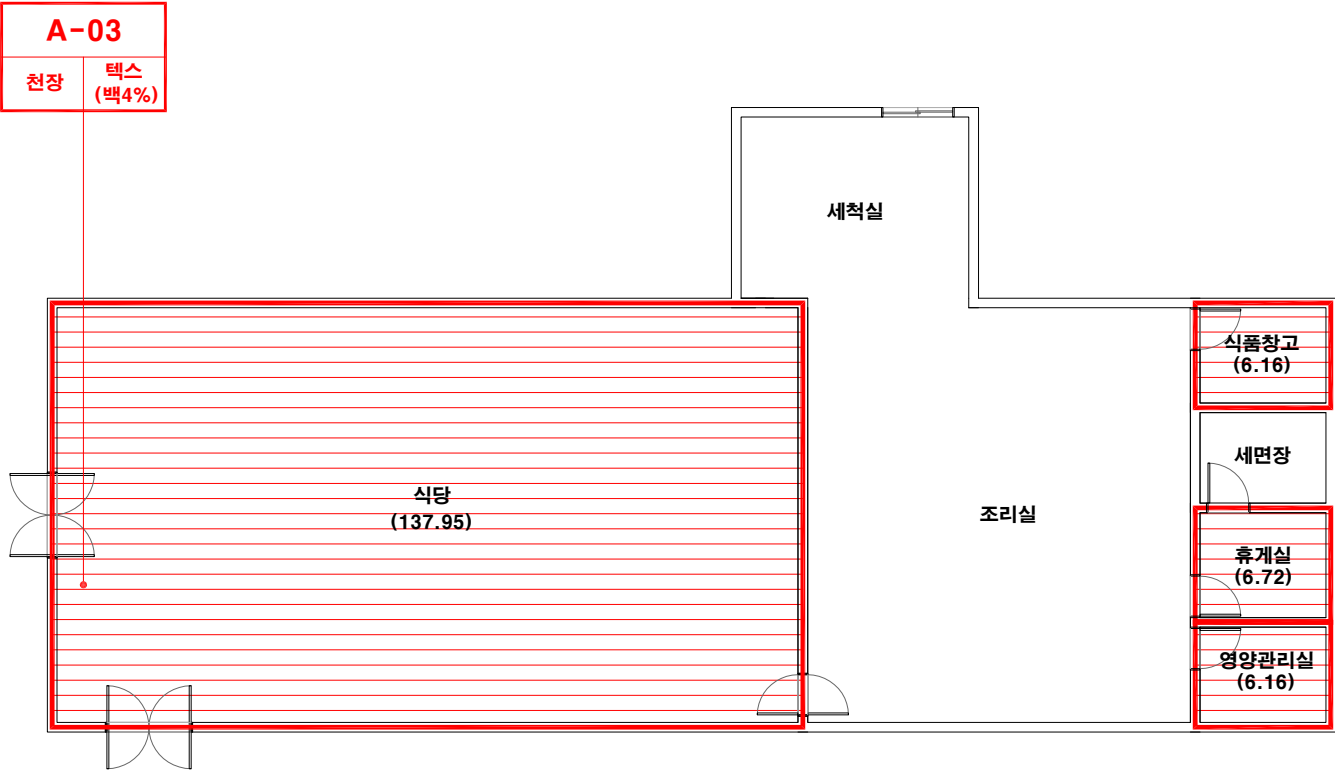 A-03
천장
텍스
(백4%)
세척실
식품창고
(6.16)
세면장
식당
(137.95)
조리실
휴게실
(6.72)
영양관리실
(6.16)